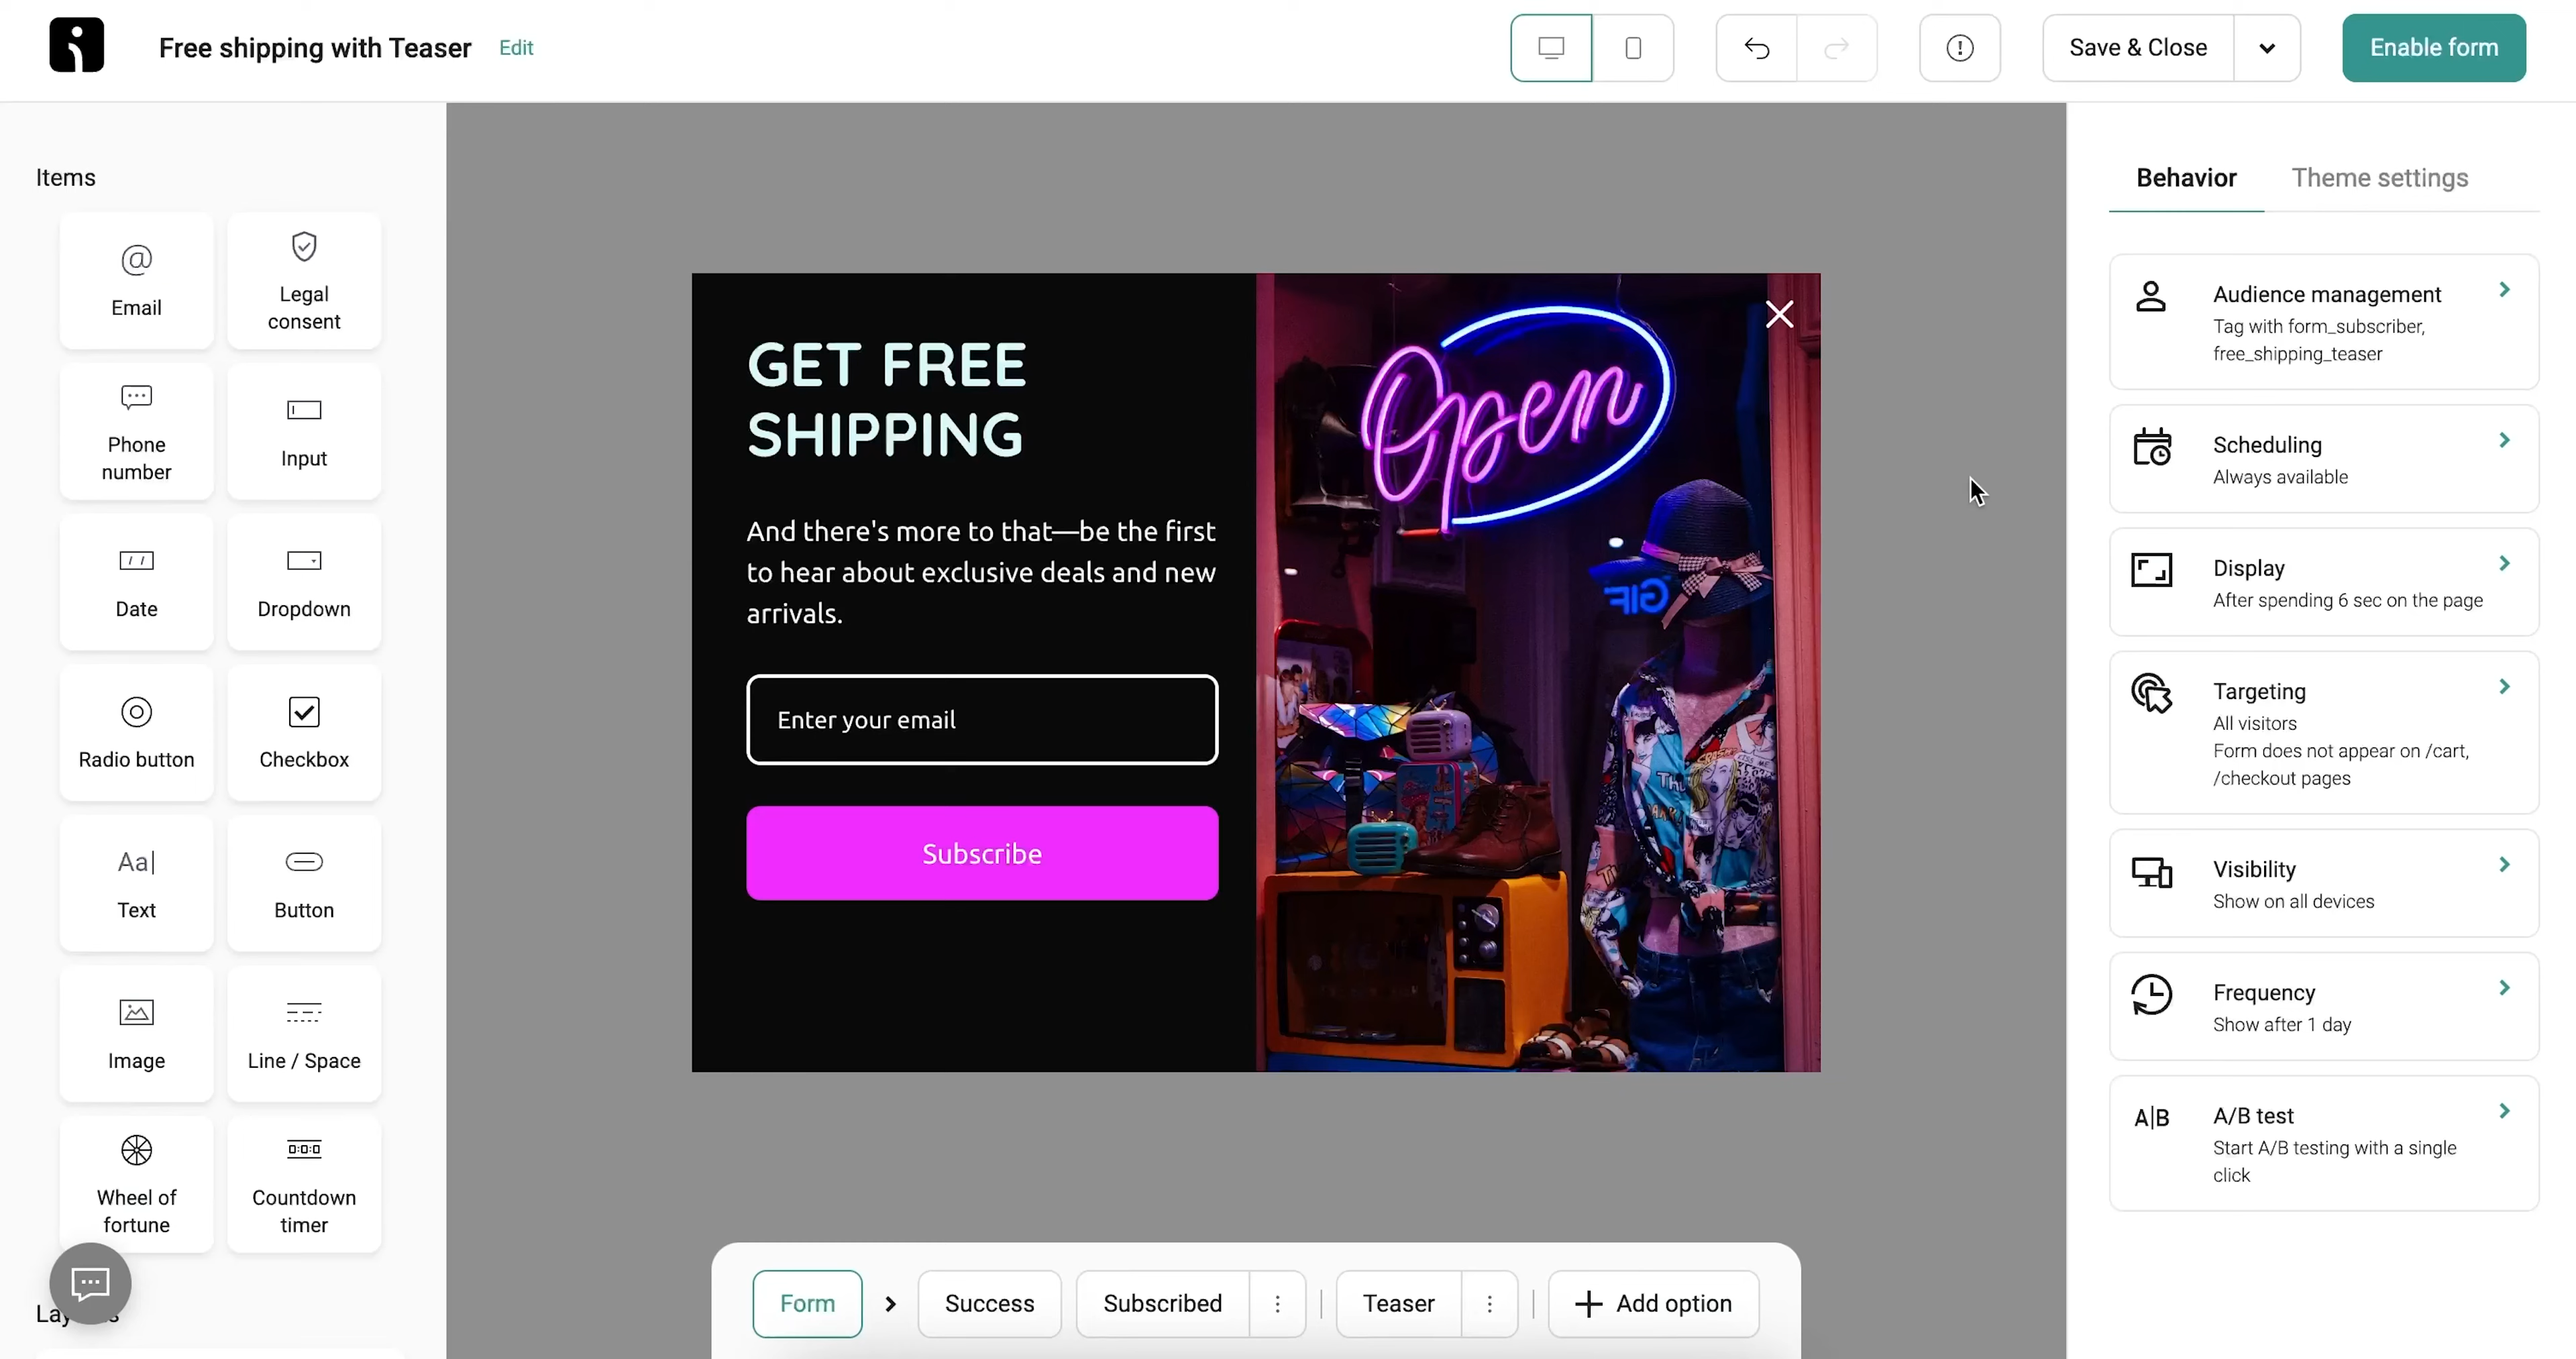 Free shipping with Teaser Edit
Save & Close
Enable form
Items
Email
Legal
consent
Phone
number
Input
Date
Dropdown
Radio button
Checkbox
Aa|
Text
Button
Image
Line / Space
Wheel of
fortune
Countdown
timer
GET FREE
SHIPPING
And there's more to that—be the first
to hear about exclusive deals and new
arrivals.
Enter your email
Subscribe
Open
GIF
Form
Success
Subscribed
Teaser
Add option
Behavior
Theme settings
Audience management
Tag with form_subscriber,
free_shipping_teaser
Scheduling
Always available
Display
After spending 6 sec on the page
Targeting
All visitors
Form does not appear on /cart,
/checkout pages
Visibility
Show on all devices
Frequency
Show after 1 day
A|B
A/B test
Start A/B testing with a single
click